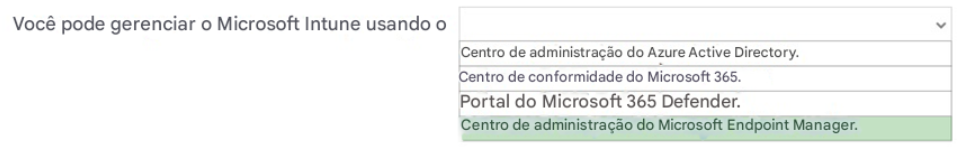 Você pode gerenciar o Microsoft Intune usando o
Centro de administração do Azure Active Directory.
Centro de conformidade do Microsoft 365.
Portal do Microsoft 365 Defender.
Centro de administração do Microsoft Endpoint Manager.